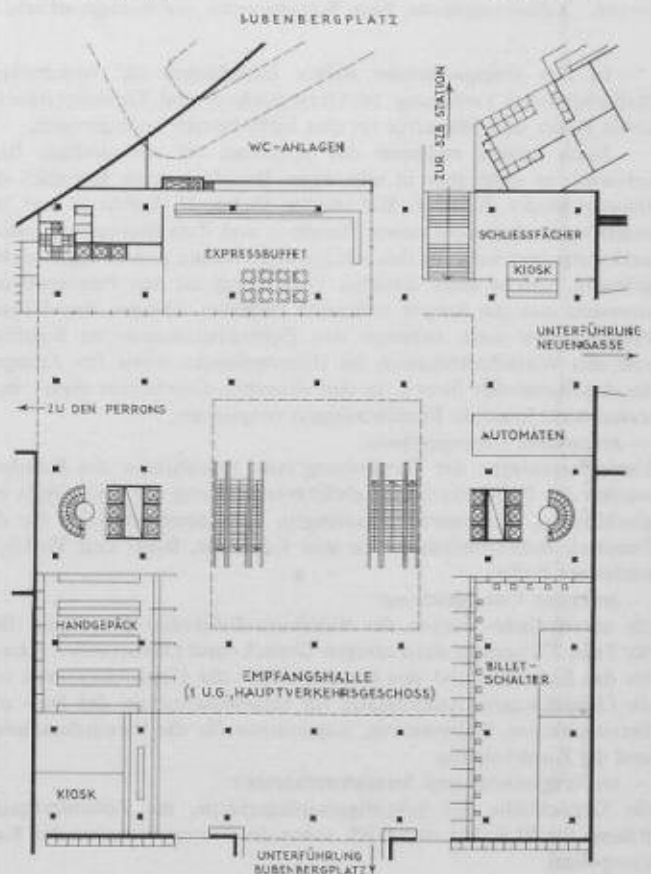 BUBENBERGPLATZ
WC-ANLAGEN
ZUR SZB STATION
EXPRESSBUFFET
SCHLIESSFÄCHER
KIOSK
UNTERFÜHRUNG
NEUENGASSE
ZU DEN PERRONS
AUTOMATEN
HANDGEPÄCK
EMPFANGSHALLE
(1 U.G., HAUPTVERKEHRSGESCHOSS)
BILLET-
SCHALTER
KIOSK
UNTERFÜHRUNG
BUBENBERGPLATZ